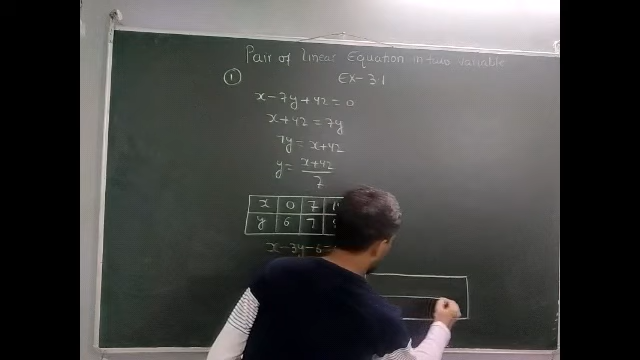 Pair of linear Equation in two variable
① EX-3.1
x-7y+42=0
x+42=7y
7y=x+42
y=x+42/7
x 0 7
y 6 7
x-3y-6=